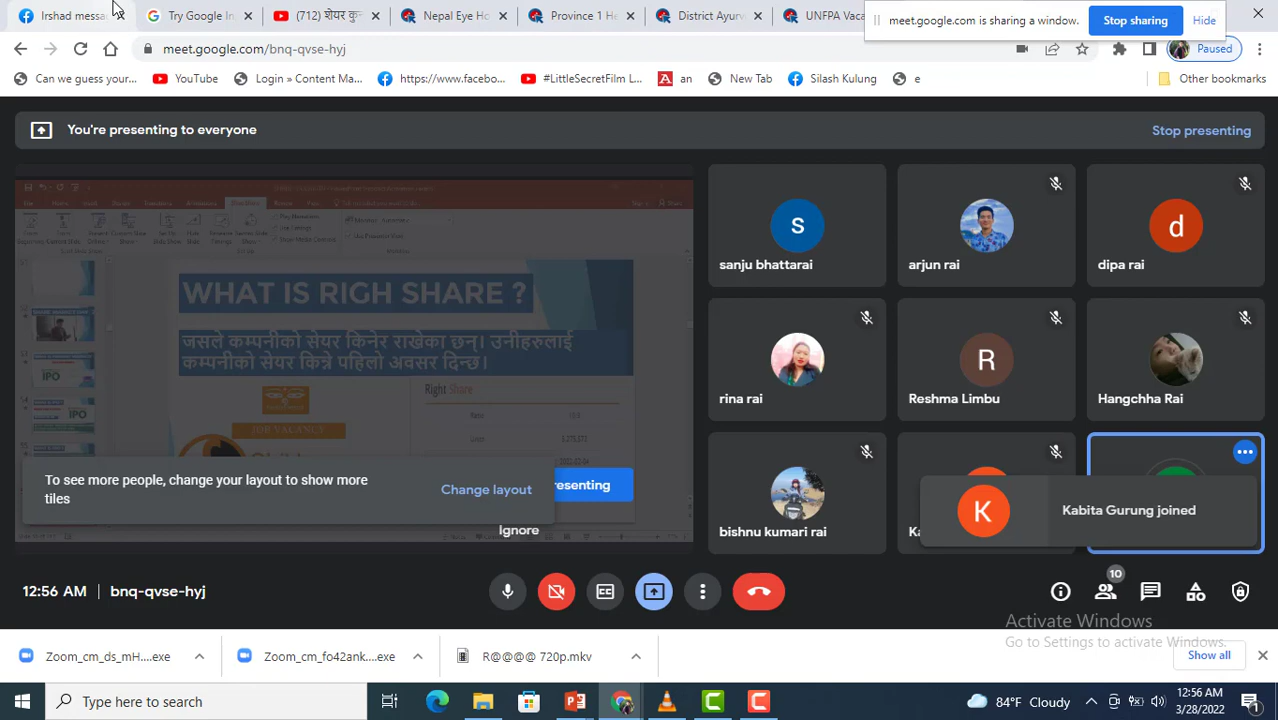 Irshad messa
Try Google In
(712) शेयर कुन
Nepal Eye Ho
Province 1 He
District Ayurv
UNFPA Vaca
meet.google.com is sharing a window.
Stop sharing
Hide
meet.google.com/bnq-qvse-hyj
Paused
Can we guess your...
YouTube
Login » Content Ma...
https://www.facebo...
#LittleSecretFilm L...
an
New Tab
Silash Kulung
e
Other bookmarks
You're presenting to everyone
Stop presenting
WHAT IS RIGH SHARE ?
जसले कम्पनीको सेयर किनेर राखेका छन्। उनीहरुलाई
कम्पनीको सेयर किन्ने पहिलो अवसर दिन्छ।
Right Share
JOB VACANCY
IPO
IPO
To see more people, change your layout to show more
tiles
Change layout
Ignore
esenting
s
sanju bhattarai
arjun rai
d
dipa rai
rina rai
R
Reshma Limbu
Hangchha Rai
bishnu kumari rai
Ka
K
Kabita Gurung joined
12:56 AM
bnq-qvse-hyj
10
Activate Windows
Go to Settings to activate Windows.
Zoom_cm_ds_mH....exe
Zoom_cm_fo42ank....exe
R@@@@ 720p.mkv
Show all
Type here to search
84°F Cloudy
12:56 AM
3/28/2022
1